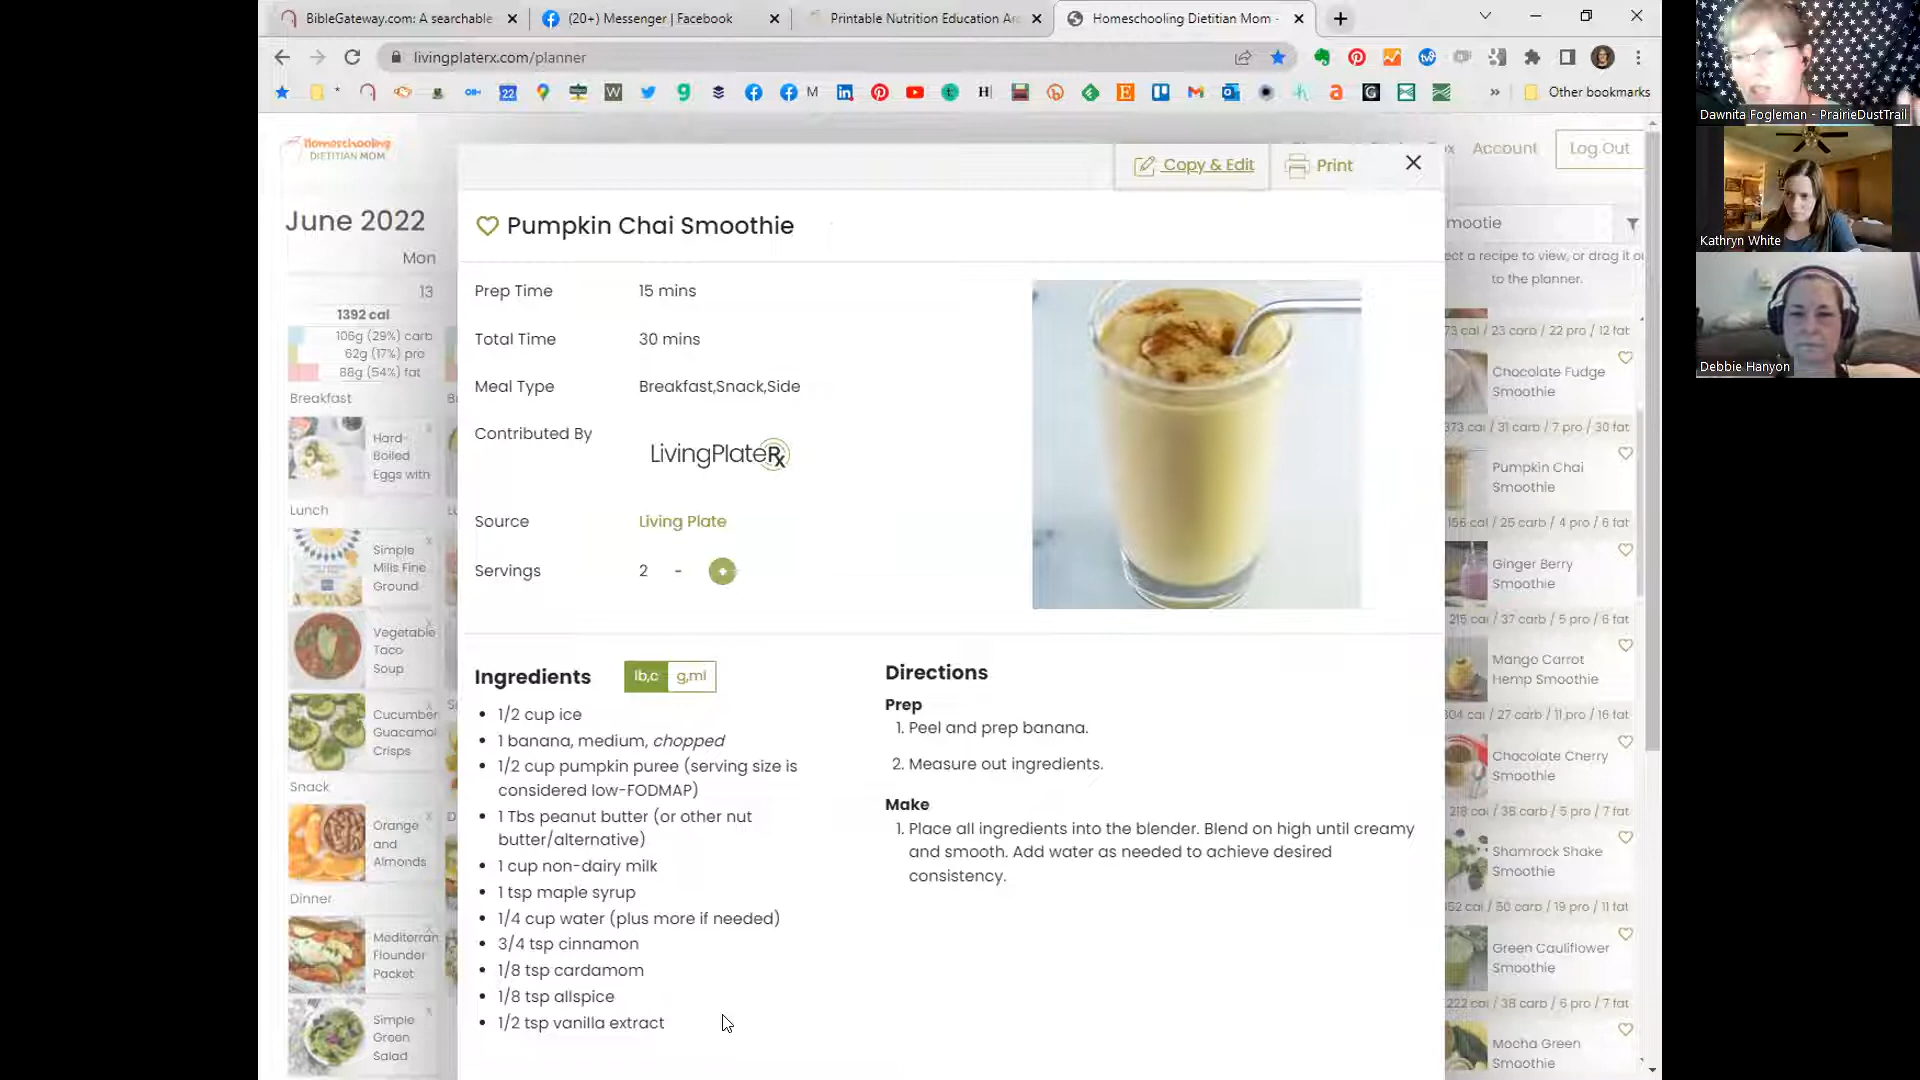 BibleGateway.com: A searchable
(20+) Messenger | Facebook
Printable Nutrition Education Ar
Homeschooling Dietitian Mom -
livingplaterx.com/planner
Other bookmarks
Homeschooling
DIETITIAN MOM
Account
Log Out
June 2022
Mon
13
1392 cal
106g (29%) carb
62g (17%) pro
88g (54%) fat
Breakfast
Hard-
Boiled
Eggs with
Lunch
Simple
Mills Fine
Ground
Vegetable
Taco
Soup
Cucumber
Guacamol
Crisps
Snack
Orange
and
Almonds
Dinner
Mediterran
Flounder
Packet
Simple
Green
Salad
Copy & Edit
Print
Pumpkin Chai Smoothie
Prep Time 15 mins
Total Time 30 mins
Meal Type Breakfast,Snack,Side
Contributed By LivingPlateRx
Source Living Plate
Servings 2 - +
Ingredients lb,c g,ml
• 1/2 cup ice
• 1 banana, medium, chopped
• 1/2 cup pumpkin puree (serving size is
considered low-FODMAP)
• 1 Tbs peanut butter (or other nut
butter/alternative)
• 1 cup non-dairy milk
• 1 tsp maple syrup
• 1/4 cup water (plus more if needed)
• 3/4 tsp cinnamon
• 1/8 tsp cardamom
• 1/8 tsp allspice
• 1/2 tsp vanilla extract
Directions
Prep
1. Peel and prep banana.
2. Measure out ingredients.
Make
1. Place all ingredients into the blender. Blend on high until creamy
and smooth. Add water as needed to achieve desired
consistency.
mootie
ect a recipe to view, or drag it o
to the planner.
73 cal / 23 carb / 22 pro / 12 fat
Chocolate Fudge
Smoothie
373 cal / 31 carb / 7 pro / 30 fat
Pumpkin Chai
Smoothie
156 cal / 25 carb / 4 pro / 6 fat
Ginger Berry
Smoothie
215 cal / 37 carb / 5 pro / 6 fat
Mango Carrot
Hemp Smoothie
304 cal / 27 carb / 11 pro / 16 fat
Chocolate Cherry
Smoothie
218 cal / 38 carb / 5 pro / 7 fat
Shamrock Shake
Smoothie
452 cal / 50 carb / 19 pro / 11 fat
Green Cauliflower
Smoothie
222 cal / 38 carb / 6 pro / 7 fat
Mocha Green
Smoothie
Dawnita Fogleman - PrairieDustTrail
Kathryn White
Debbie Hanyon